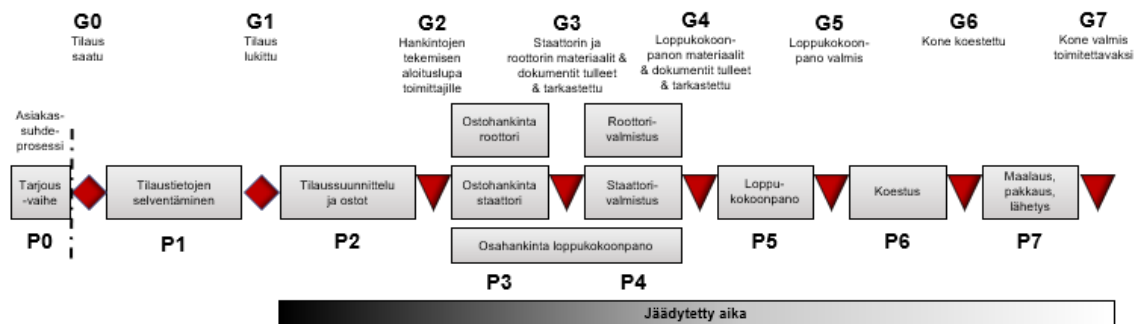 G0
Tilaus
saatu
G1
Tilaus
lukittu
G2
Hankintojen
tekemisen
aloituslupa
toimittajille
G3
Staattorin ja
roottorin materiaalit &
dokumentit tulleet
& tarkastettu
G4
Loppukokoon-
panon materiaalit
& dokumentit tulleet
& tarkastettu
G5
Loppukokoon-
pano valmis
G6
Kone koestettu
G7
Kone valmis
toimitettavaksi
Asiakas-
suhde-
prosessi
Ostohankinta
roottori
Roottori-
valmistus
Tarjous
-vaihe
Tilaustietojen
selventäminen
Tilaussuunnittelu
ja ostot
Ostohankinta
staattori
Staattori-
valmistus
Loppu-
kokoonpano
Koestus
Maalaus,
pakkaus,
lähetys
P0
P1
P2
Osahankinta loppukokoonpano
P5
P6
P7
P3
P4
Jäädytetty aika